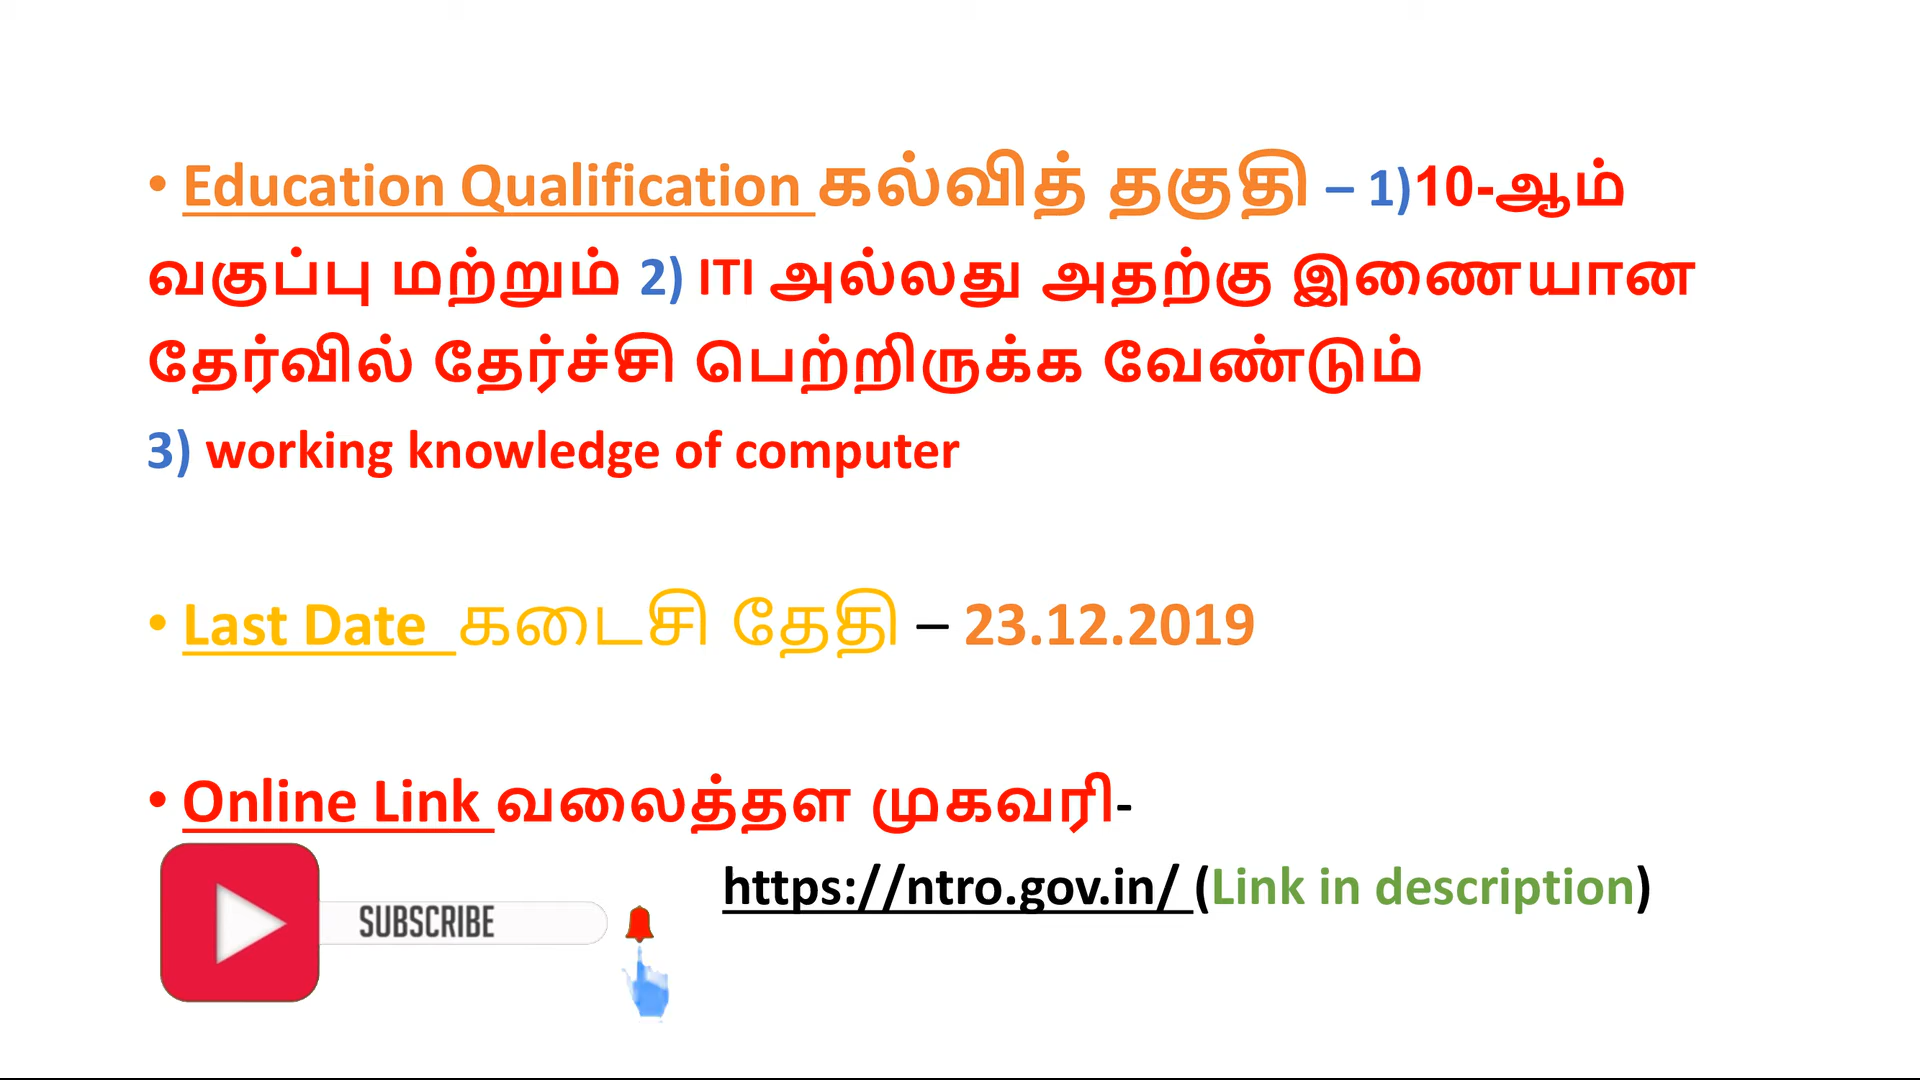 • Education Qualification கல்வித் தகுதி – 1)10-ஆம்
வகுப்பு மற்றும் 2) ITI அல்லது அதற்கு இணையான
தேர்வில் தேர்ச்சி பெற்றிருக்க வேண்டும்
3) working knowledge of computer
• Last Date கடைசி தேதி – 23.12.2019
• Online Link வலைத்தள முகவரி-
https://ntro.gov.in/ (Link in description)
SUBSCRIBE